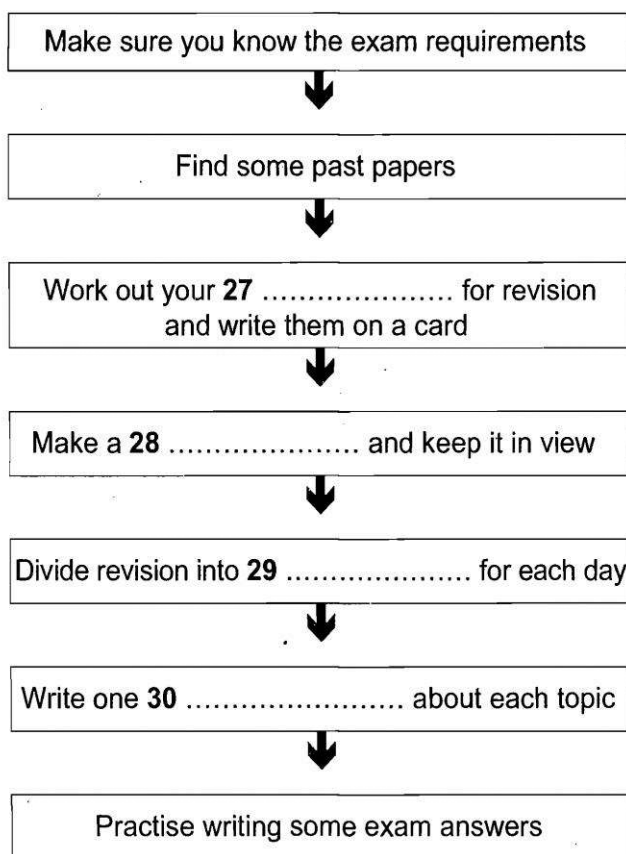 Make sure you know the exam requirements
Find some past papers
Work out your 27 ...................... for revision
and write them on a card
Make a 28 ...................... and keep it in view
Divide revision into 29 ..................... for each day
Write one 30 ......................... about each topic
Practise writing some exam answers